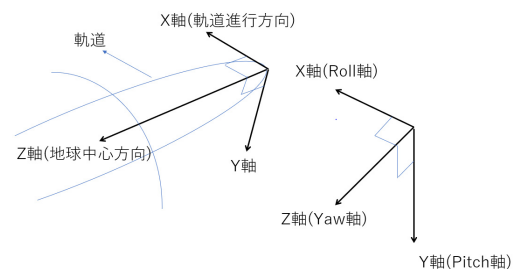 X軸(軌道進行方向)
軌道
X軸(Roll軸)
Z軸(地球中心方向)
Y軸
Z軸(Yaw軸)
Y軸(Pitch軸)